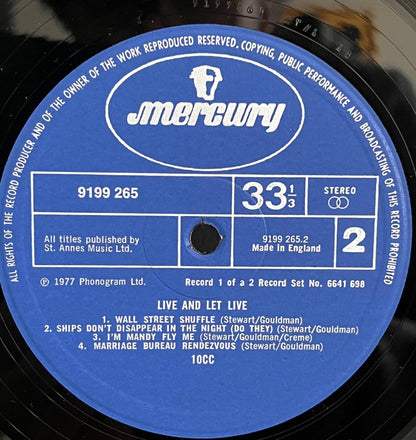 ALL RIGHTS OF THE RECORD PRODUCER AND OF THE OWNER OF THE WORK REPRODUCED RESERVED. COPYING, PUBLIC PERFORMANCE AND BROADCASTING OF THIS RECORD PROHIBITED
mercury
9199 265
33 1/3
STEREO
All titles published by
St. Annes Music Ltd.
9199 265.2
Made in England
2
℗ 1977 Phonogram Ltd.
Record 1 of a 2 Record Set No. 6641 698
LIVE AND LET LIVE
1. WALL STREET SHUFFLE (Stewart/Gouldman)
2. SHIPS DON'T DISAPPEAR IN THE NIGHT (DO THEY) (Stewart/Gouldman)
3. I'M MANDY FLY ME (Stewart/Gouldman/Creme)
4. MARRIAGE BUREAU RENDEZVOUS (Stewart/Gouldman)
10CC